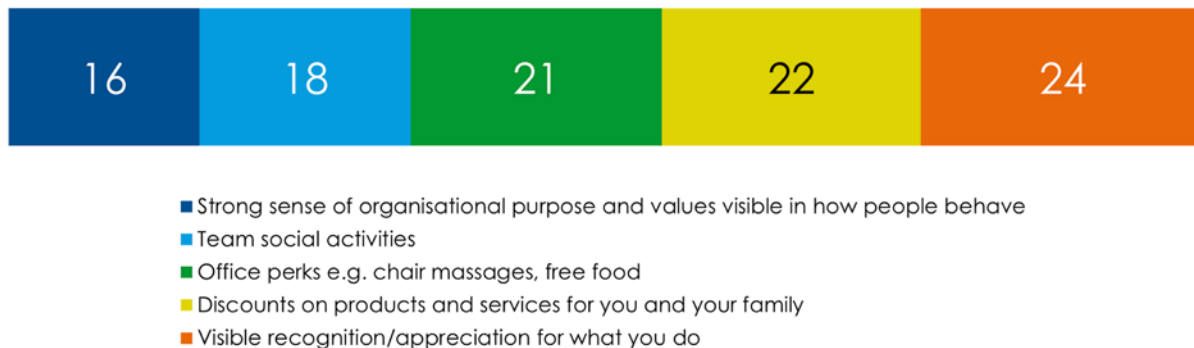 16 18 21 22 24
Strong sense of organisational purpose and values visible in how people behave
Team social activities
Office perks e.g. chair massages, free food
Discounts on products and services for you and your family
Visible recognition/appreciation for what you do